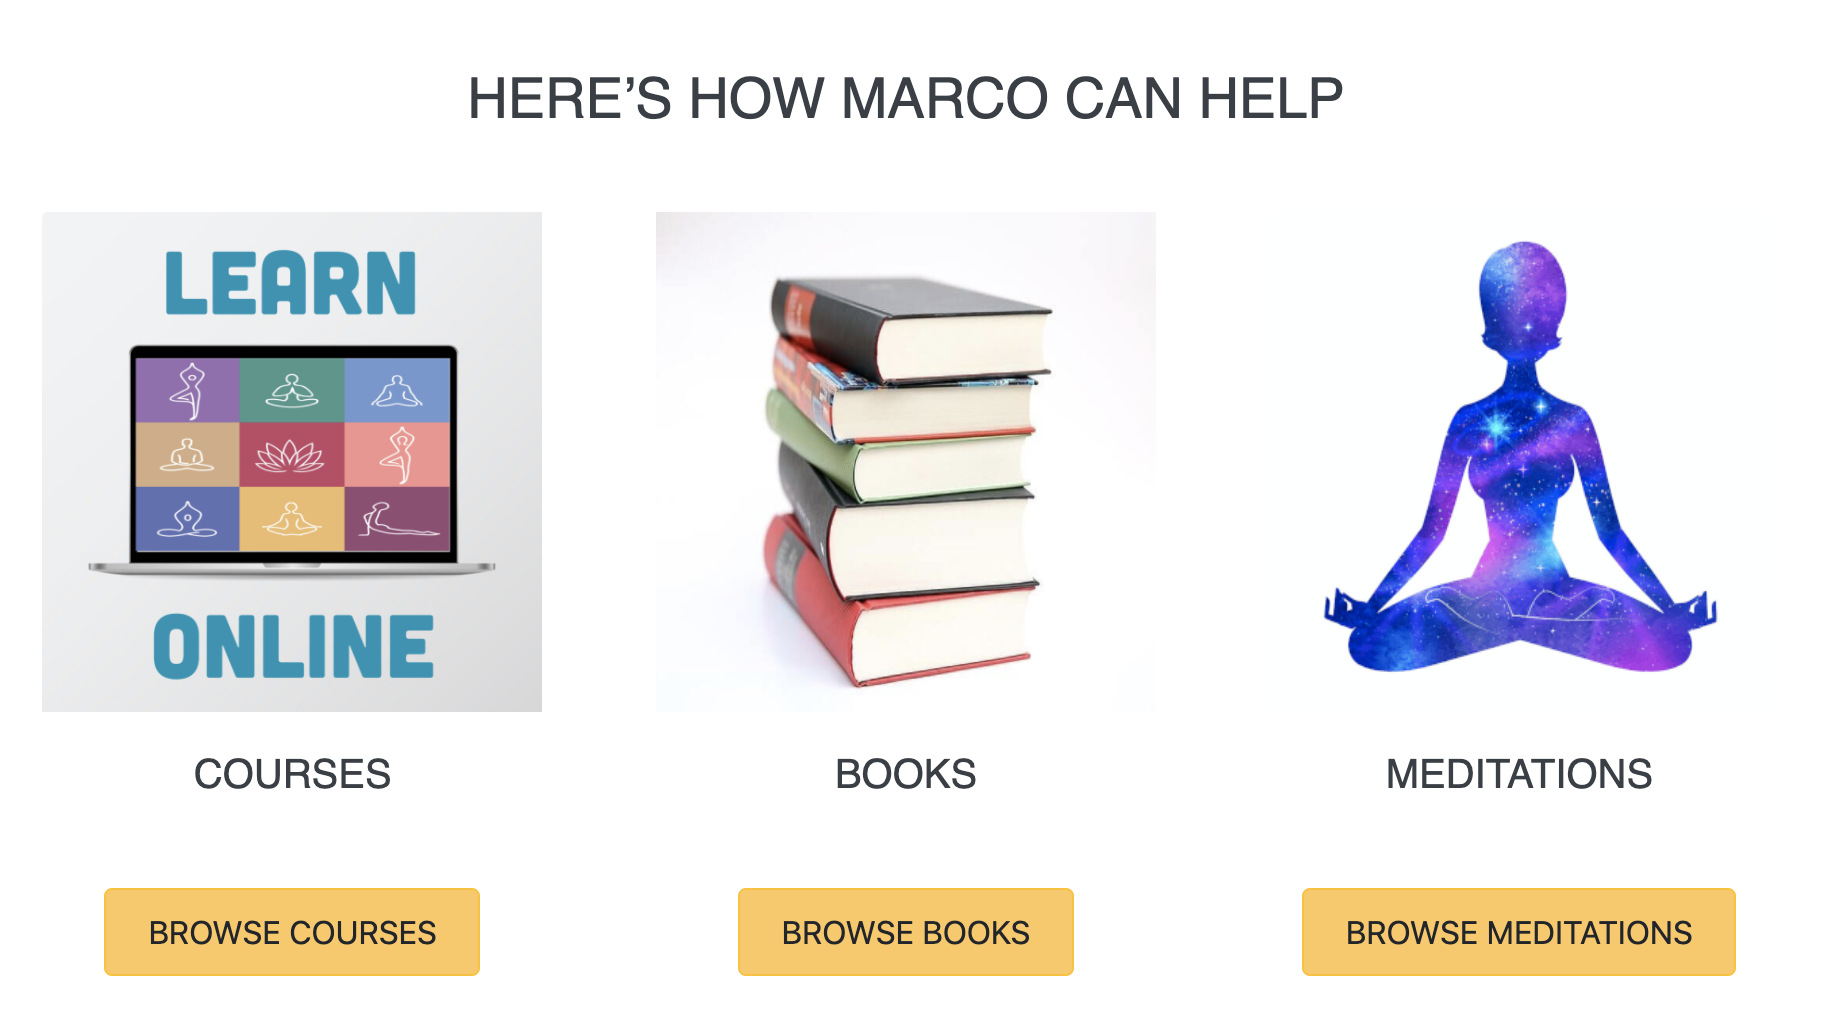 HERE’S HOW MARCO CAN HELP
LEARN
ONLINE
COURSES
BOOKS
MEDITATIONS
BROWSE COURSES
BROWSE BOOKS
BROWSE MEDITATIONS